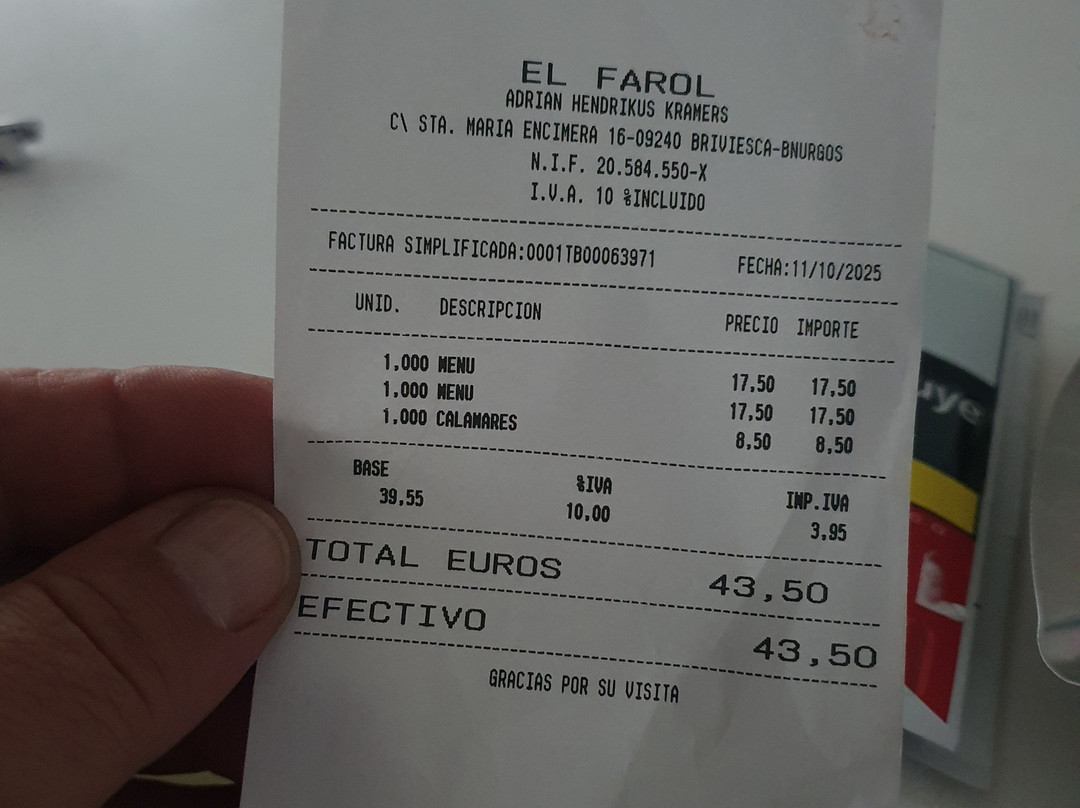 EL FAROL
ADRIAN HENDRIKUS KRAMERS
C\ STA. MARIA ENCIMERA 16-09240 BRIVIESCA-BNURGOS
N.I.F. 20.584.550-X
I.V.A. 10 %INCLUIDO
FACTURA SIMPLIFICADA:0001TB00063971 FECHA:11/10/2025
UNID. DESCRIPCION PRECIO IMPORTE
1,000 MENU 17,50 17,50
1,000 MENU 17,50 17,50
1,000 CALAMARES 8,50 8,50
BASE %IVA IMP.IVA
39,55 10,00 3,95
TOTAL EUROS 43,50
EFECTIVO 43,50
GRACIAS POR SU VISITA